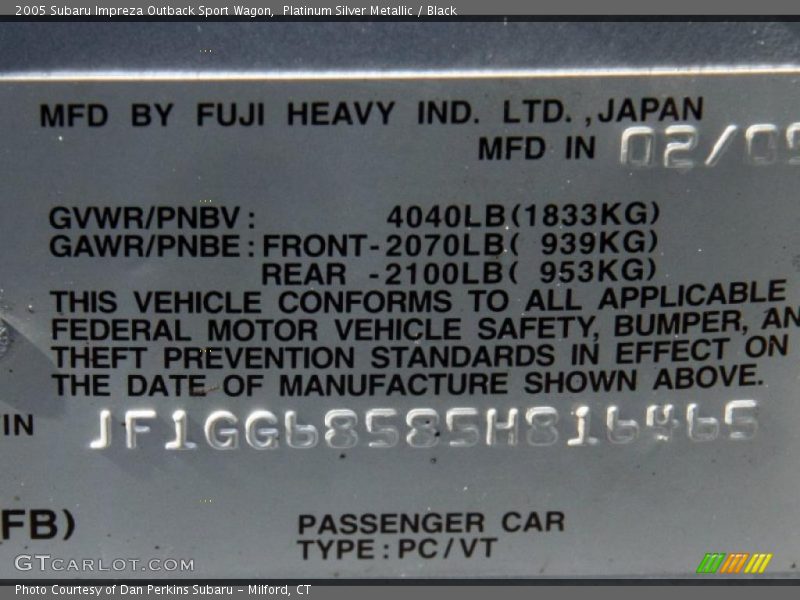 2005 Subaru Impreza Outback Sport Wagon, Platinum Silver Metallic / Black
MFD BY FUJI HEAVY IND. LTD. ,JAPAN
MFD IN 02/05
GVWR/PNBV: 4040LB(1833KG)
GAWR/PNBE: FRONT-2070LB( 939KG)
REAR -2100LB( 953KG)
THIS VEHICLE CONFORMS TO ALL APPLICABLE
FEDERAL MOTOR VEHICLE SAFETY, BUMPER, AN
THEFT PREVENTION STANDARDS IN EFFECT ON
THE DATE OF MANUFACTURE SHOWN ABOVE.
VIN JF1GG68585H816465
(FB)
PASSENGER CAR
TYPE:PC/VT
GTCARLOT.COM
Photo Courtesy of Dan Perkins Subaru - Milford, CT